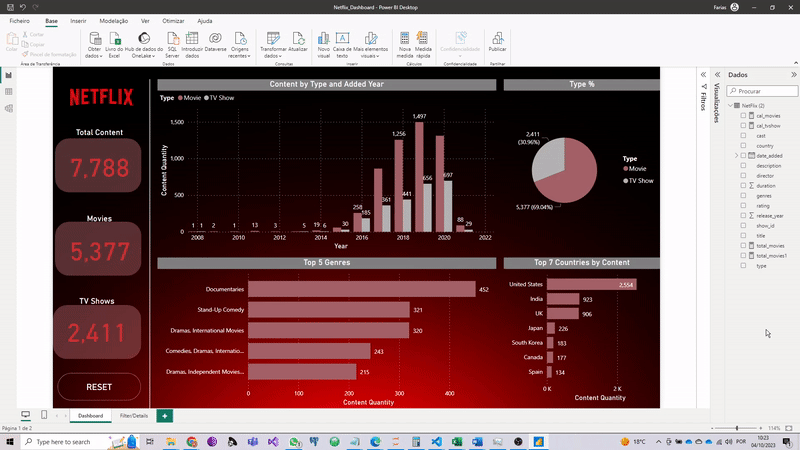 Netflix_Dashboard - Power BI Desktop
Farias
Ficheiro Base Inserir Modelação Ver Otimizar Ajuda
Colar
Cortar
Copiar
Pincel de formatação
Área de Transferência
Obter dados
Livro do Excel
Hub de dados do OneLake
SQL Server
Introduzir Dados
Dataverse
Origens recentes
Dados
Transformar dados
Atualizar
Consultas
Novo visual
Caixa de texto
Mais elementos visuais
Inserir
Nova medida
Medida rápida
Cálculos
Confidencialidade
Confidencialidade
Publicar
Partilhar
NETFLIX
Total Content
7,788
Movies
5,377
TV Shows
2,411
RESET
Content by Type and Added Year
Type Movie TV Show
Content Quantity
1,500
1,000
500
0
1 1 2 13 3 5 19 6 30 258 185 361 1,256 441 1,497 656 697 88 29
2008 2010 2012 2014 2016 2018 2020 2022
Year
Type %
2,411
(30.96%)
5,377 (69.04%)
Type
Movie
TV Show
Top 5 Genres
Documentaries 452
Stand-Up Comedy 321
Dramas, International Movies 320
Comedies, Dramas, Internatio... 243
Dramas, Independent Movies... 215
0 100 200 300 400
Content Quantity
Top 7 Countries by Content
United States 2,554
India 923
UK 906
Japan 226
South Korea 183
Canada 177
Spain 134
0 K 2 K
Content Quantity
Filtros
Visualizações
Dados
Procurar
NetFlix (2)
cal_movies
cal_tvshow
cast
country
date_added
description
director
duration
genres
rating
release_year
show_id
title
total_movies
total_movies1
type
Dashboard Filter/Details
Página 1 de 2
114%
Type here to search
18°C
POR
10:23
04/10/2023